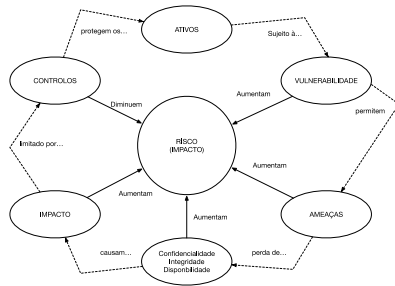 protegem os...
ATIVOS
Sujeito à...
CONTROLOS
VULNERABILIDADE
Diminuem
Aumentam
permitem
RÍSCO
(IMPACTO)
limitado por...
Aumentam
Aumentam
IMPACTO
AMEAÇAS
Aumentam
causam...
Confidencialidade
Integridade
Disponbilidade
perda de...